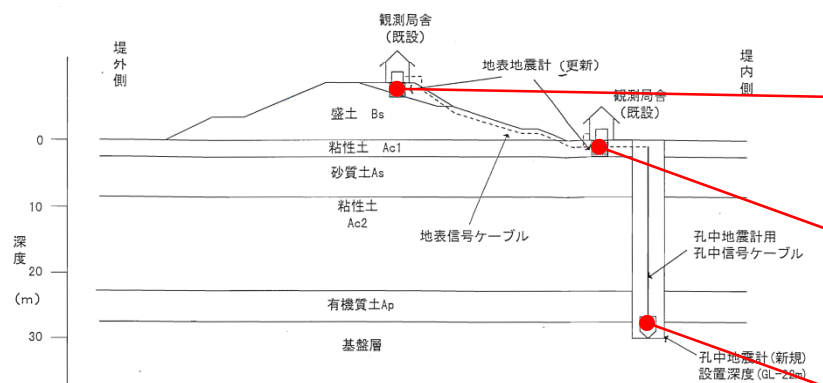 観測局舎
(既設)
堤外側
地表地震計(更新)
堤内側
観測局舎
(既設)
盛土 Bs
0
粘性土 Ac1
砂質土As
10
粘性土
Ac2
地表信号ケーブル
孔中地震計用
孔中信号ケーブル
深度
20
(m)
有機質土Ap
30
基盤層
孔中地震計(新規)
設置深度(GL-28m)